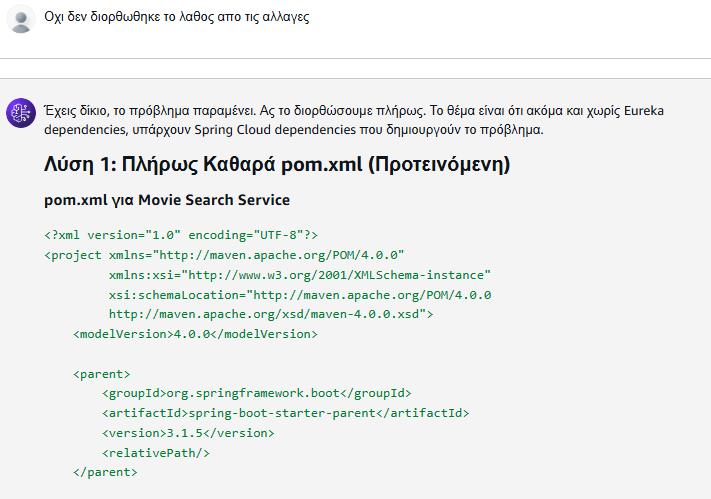 Οχι δεν διορθωθηκε το λαθος απο τις αλλαγες
Έχεις δίκιο, το πρόβλημα παραμένει. Ας το διορθώσουμε πλήρως. Το θέμα είναι ότι ακόμα και χωρίς Eureka
dependencies, υπάρχουν Spring Cloud dependencies που δημιουργούν το πρόβλημα.
Λύση 1: Πλήρως Καθαρά pom.xml (Προτεινόμενη)
pom.xml για Movie Search Service
<?xml version="1.0" encoding="UTF-8"?>
<project xmlns="http://maven.apache.org/POM/4.0.0"
         xmlns:xsi="http://www.w3.org/2001/XMLSchema-instance"
         xsi:schemaLocation="http://maven.apache.org/POM/4.0.0
         http://maven.apache.org/xsd/maven-4.0.0.xsd">
    <modelVersion>4.0.0</modelVersion>
    <parent>
        <groupId>org.springframework.boot</groupId>
        <artifactId>spring-boot-starter-parent</artifactId>
        <version>3.1.5</version>
        <relativePath/>
    </parent>